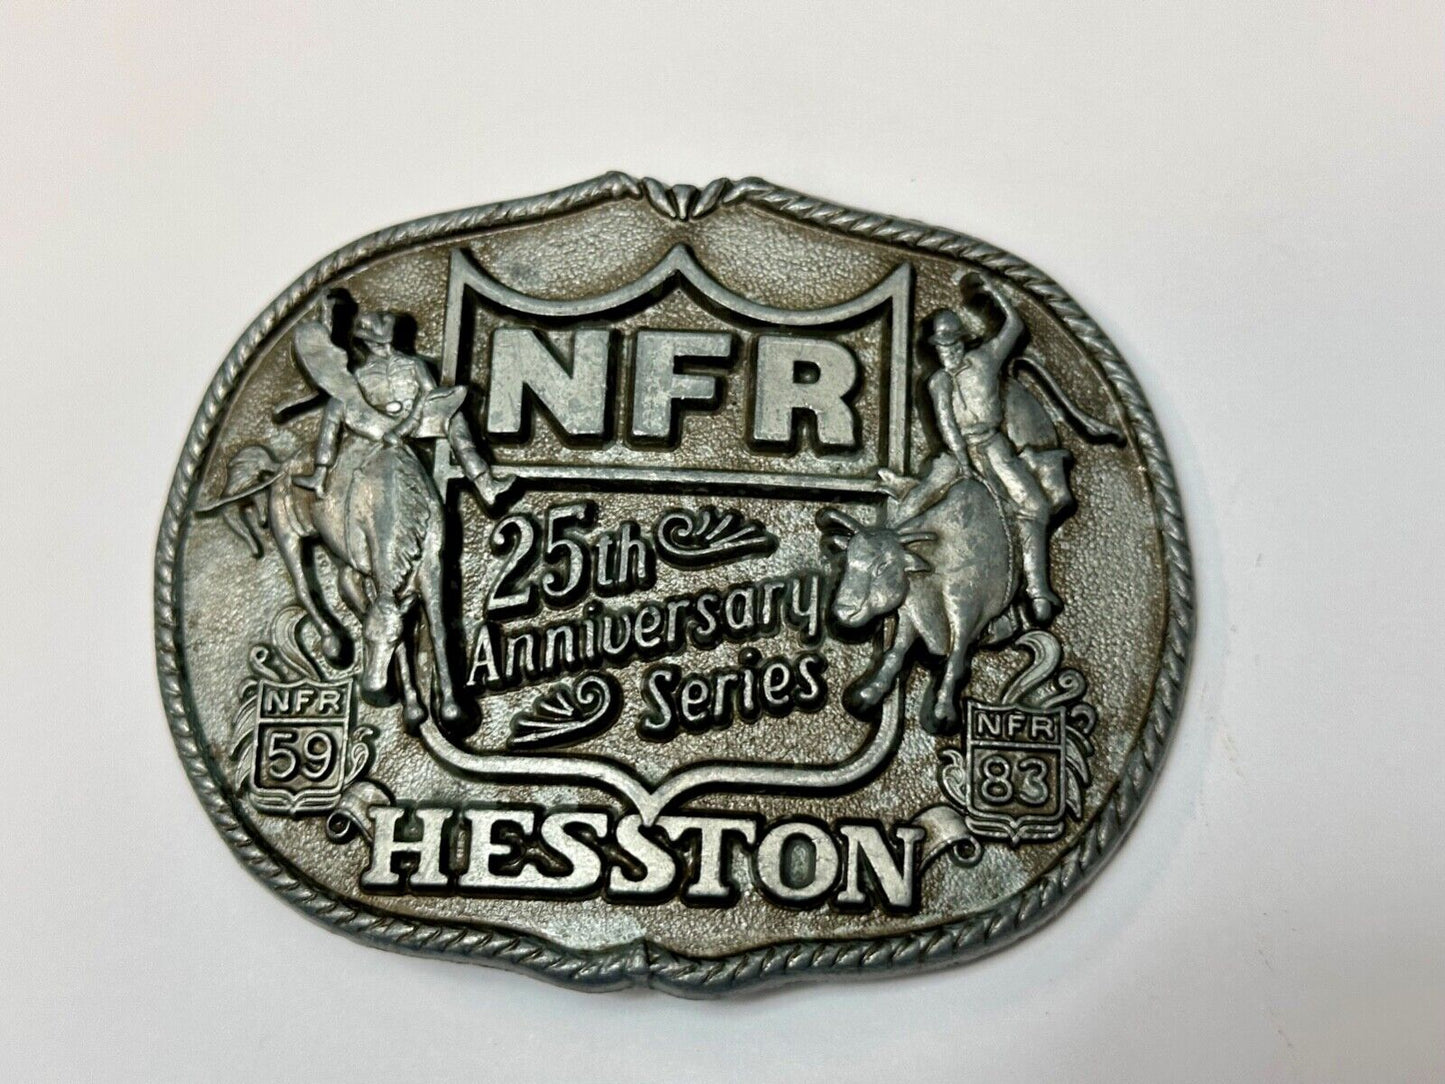 NFR
25th
Anniversary
Series
NFR
59
NFR
83
HESSTON